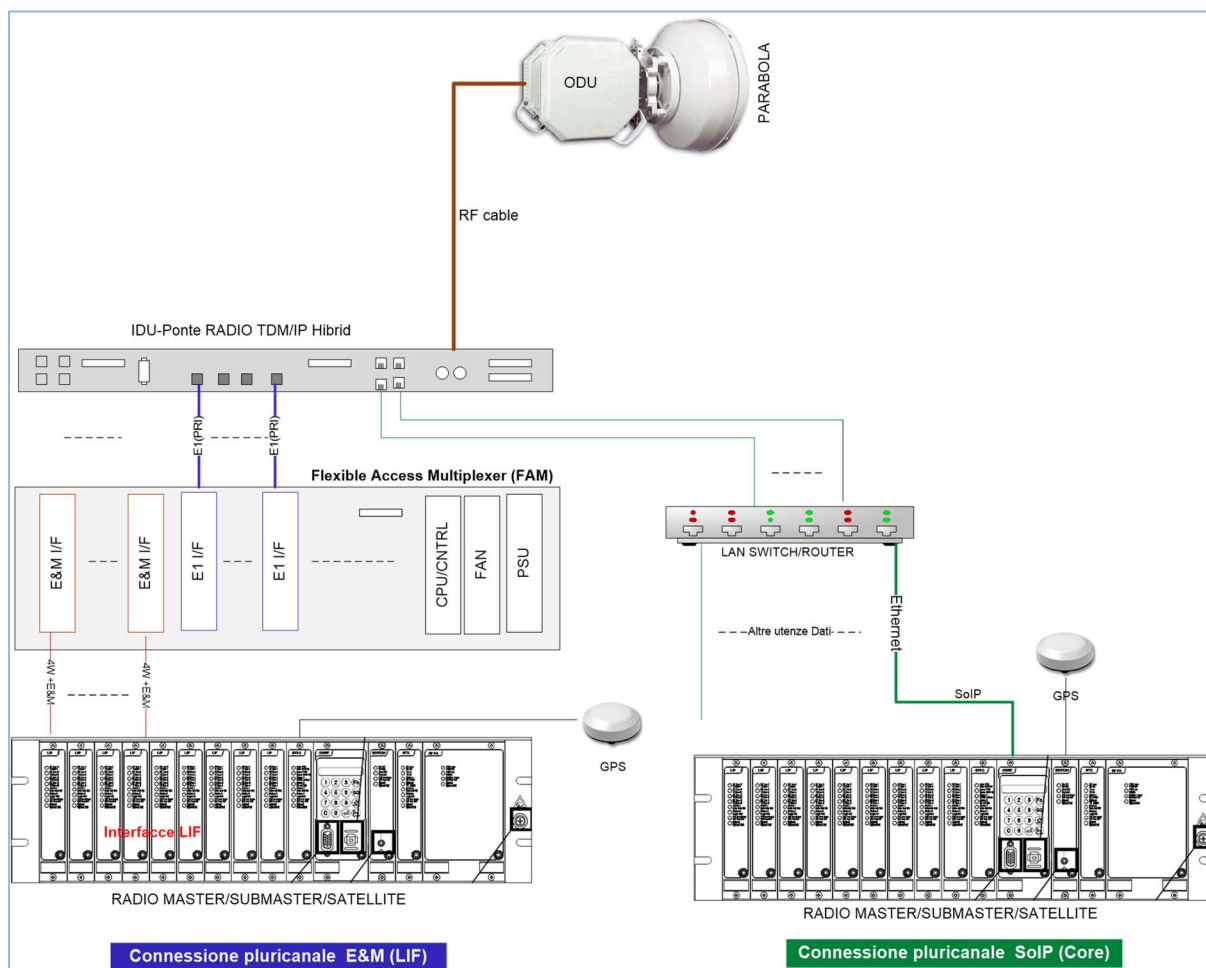 ODU
PARABOLA
RF cable
IDU-Ponte RADIO TDM/IP Hibrid
E1(PRI)
E1(PRI)
Flexible Access Multiplexer (FAM)
E&M I/F
E&M I/F
E1 I/F
E1 I/F
CPU/CNTRL
FAN
PSU
LAN SWITCH/ROUTER
Altre utenze Dati
Ethernet
SoIP
GPS
4W +E&M
4W +E&M
GPS
Interfacce LIF
RADIO MASTER/SUBMASTER/SATELLITE
RADIO MASTER/SUBMASTER/SATELLITE
Connessione pluricanale E&M (LIF)
Connessione pluricanale SoIP (Core)